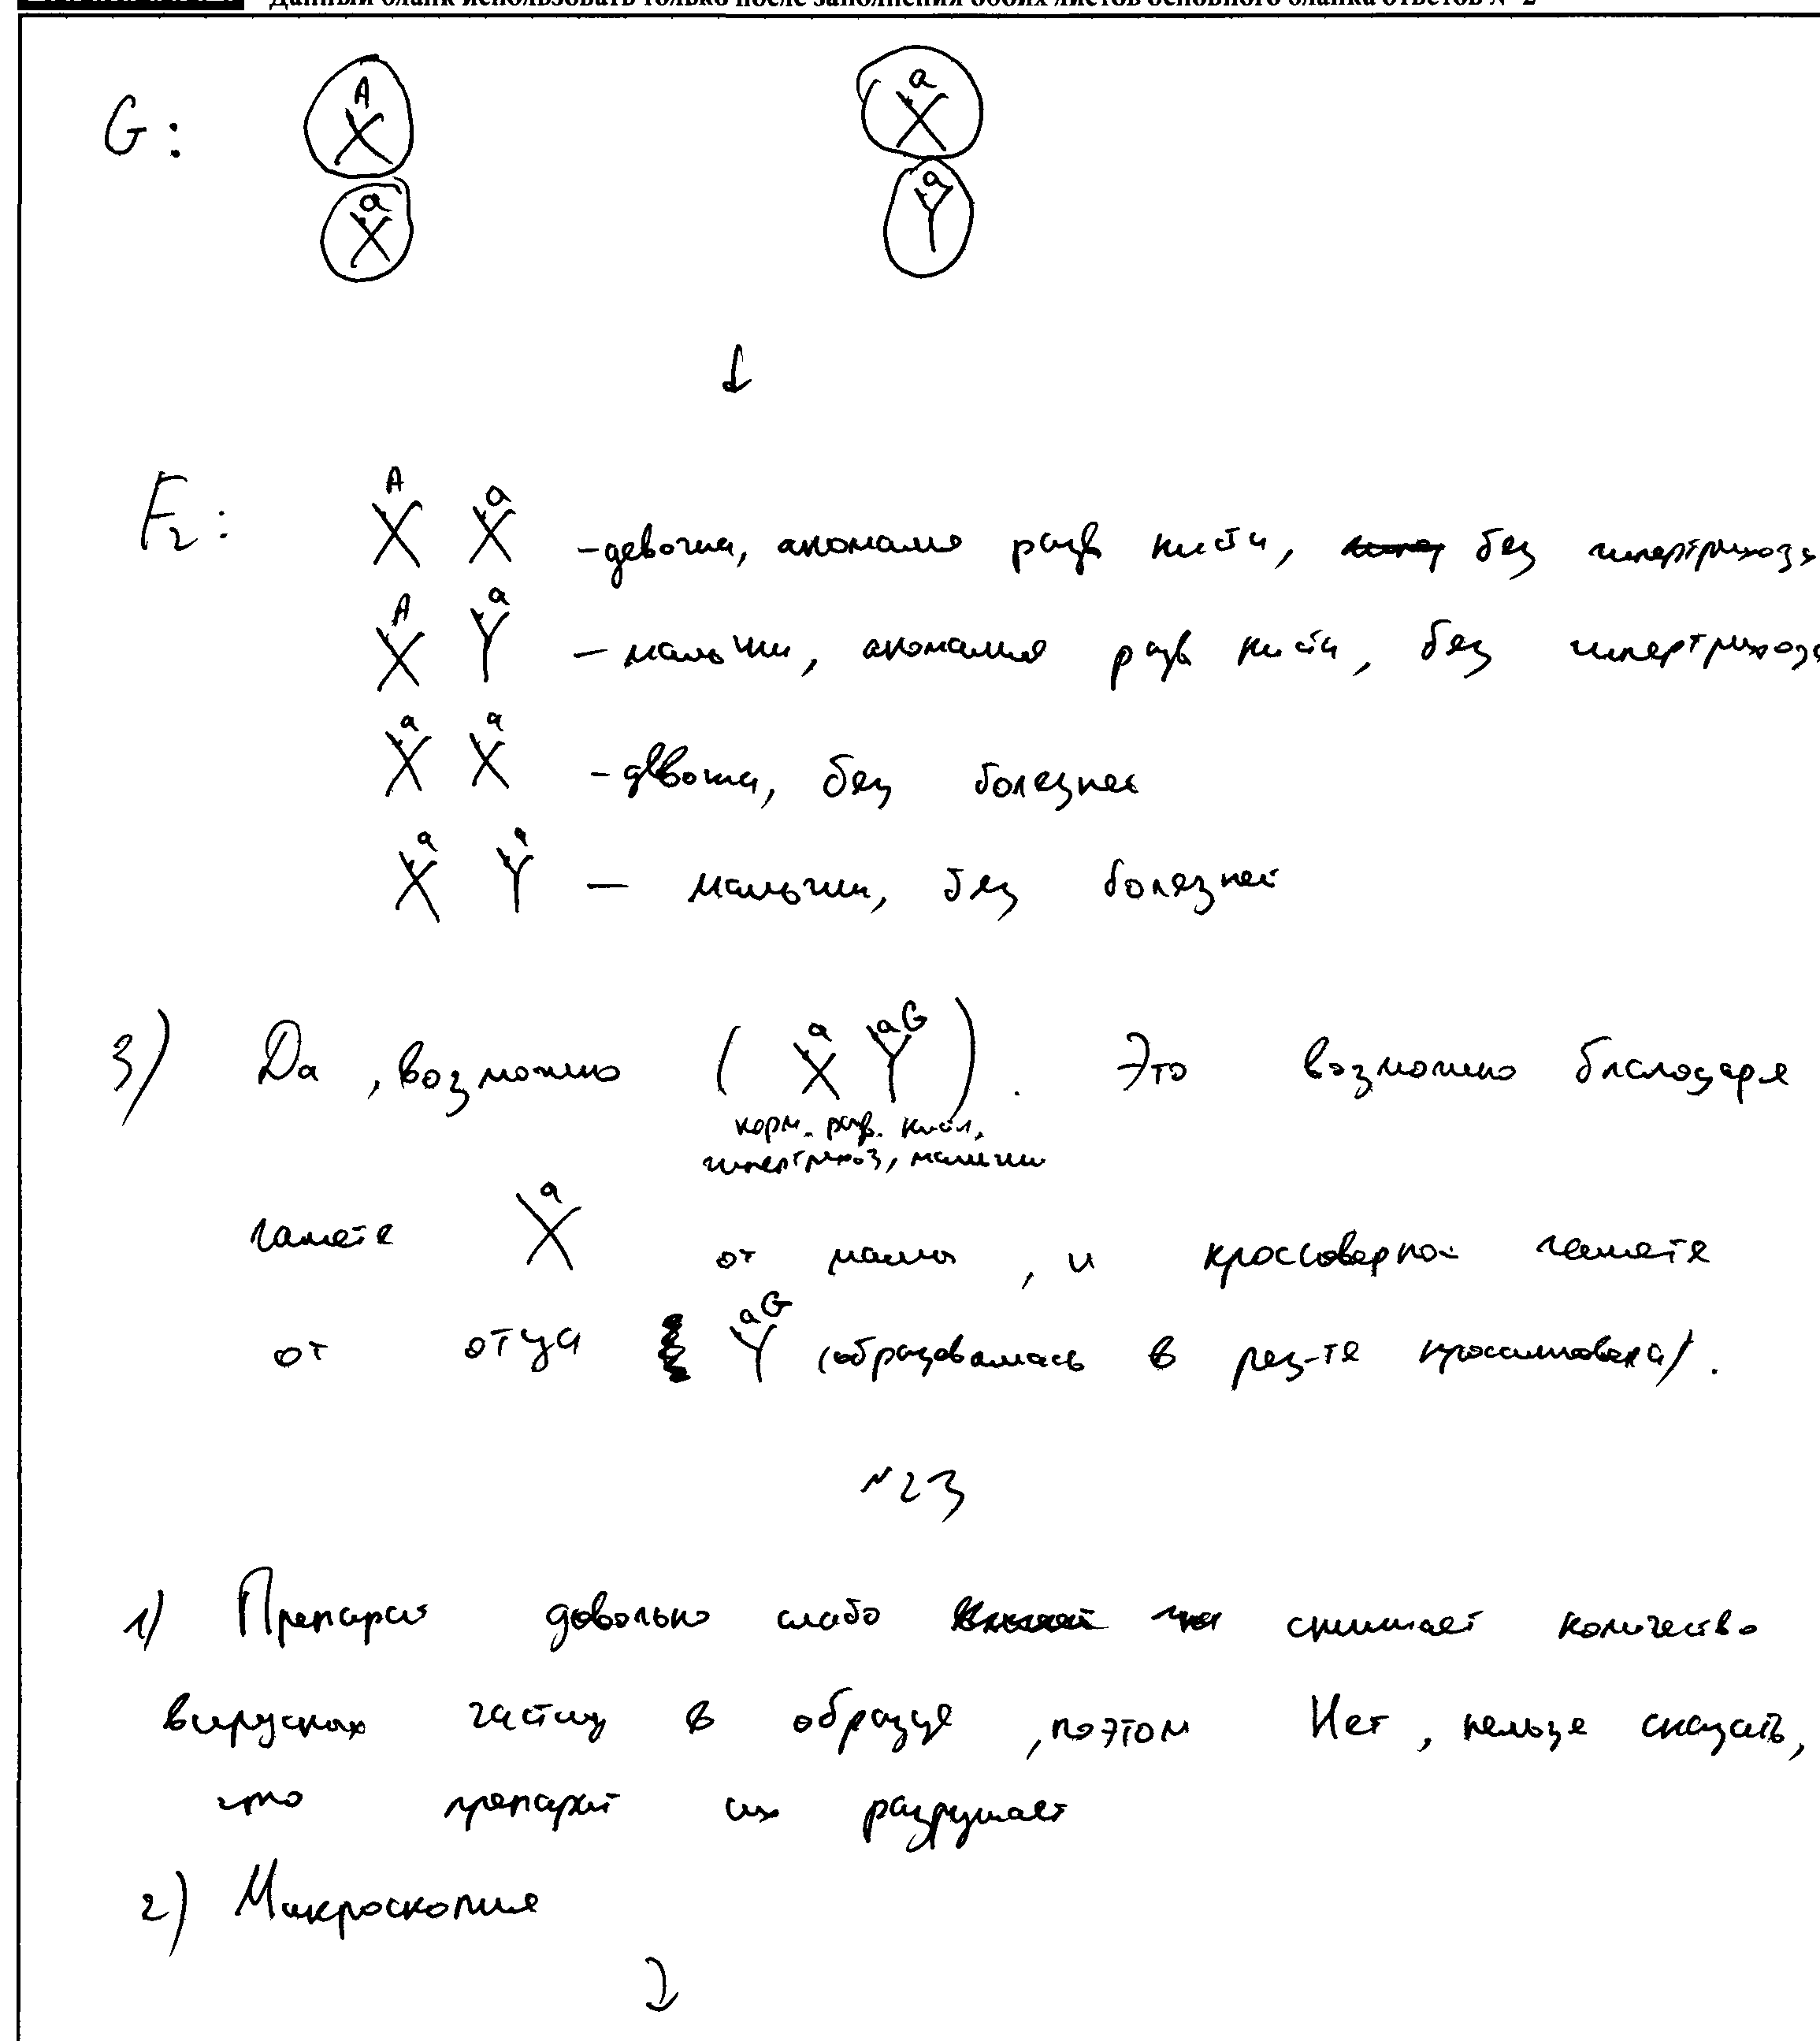 Данный бланк использовать только после заполнения обоих листов основного бланка ответов № 2
G: X^A X^a X^a Y^a
↓
F₂: X^A X^a – девочка, аномалия разв кисти, без гипертрихоза
X^A Y^a – мальчик, аномалия разв кисти, без гипертрихоза
X^a X^a – девочка, без болезней
X^a Y^a – мальчик, без болезней
3) Да, возможно ( X^a Y^aG ). Это возможно благодаря
норм. разв. кисти,
гипертрихоз, мальчик
гамете X^a от мамы, и кроссоверной гамете
от отца Y^aG (образовалась в рез-те кроссинговера).
№23
1) Препарат довольно слабо снижает количество
вирусных частиц в образце, поэтом Нет, нельзя сказать,
что препарат их разрушает
2) Микроскопия